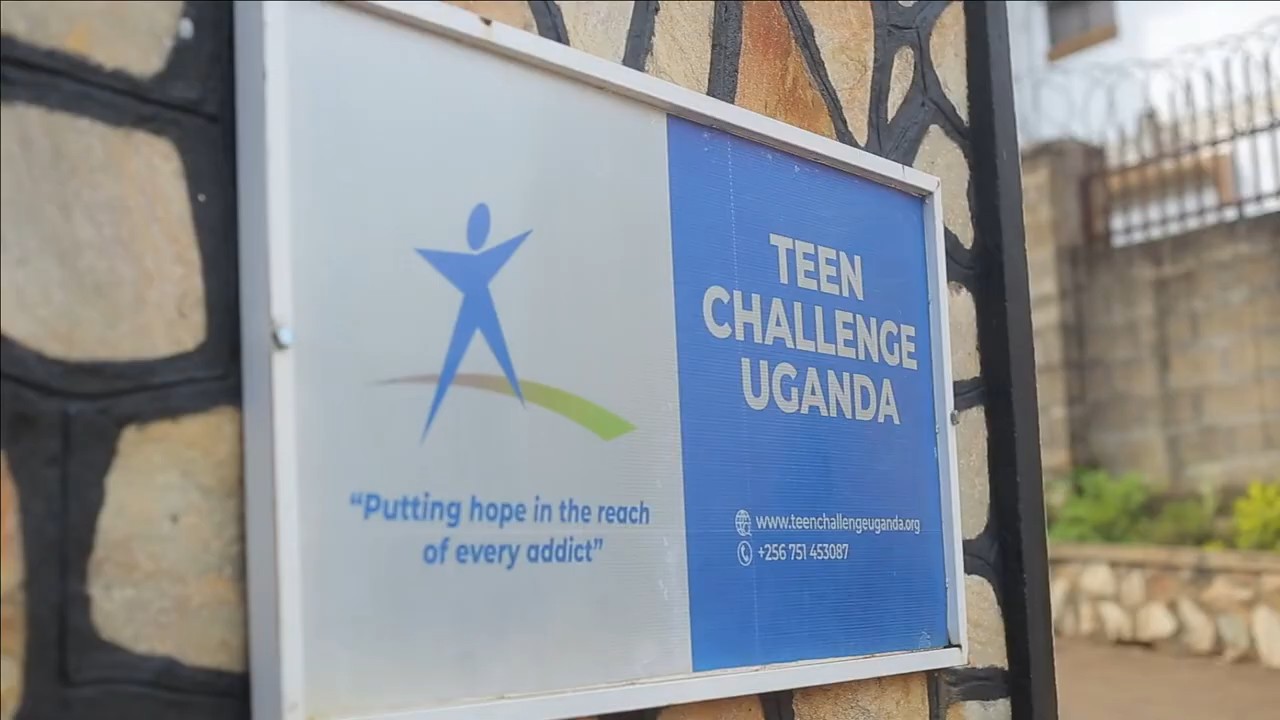 "Putting hope in the reach
of every addict"
TEEN
CHALLENGE
UGANDA
www.teenchallengeuganda.org
+256 751 453087